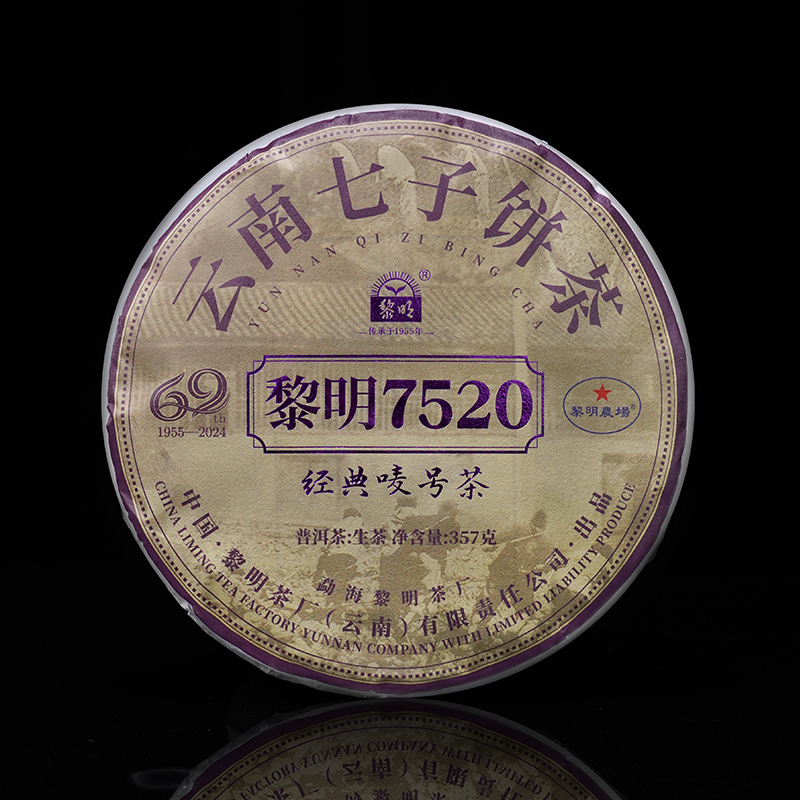 云南七子饼茶
YUN NAN QI ZI BING CHA
®
黎明
传承于1955年
69th
1955—2024
黎明7520
黎明農場®
经典唛号茶
普洱茶:生茶 净含量:357克
勐海黎明茶厂
中国·黎明茶厂(云南)有限责任公司·出品
CHINA LIMING TEA FACTORY YUNNAN COMPANY WITH LIMITED LIABILITY PRODUCE